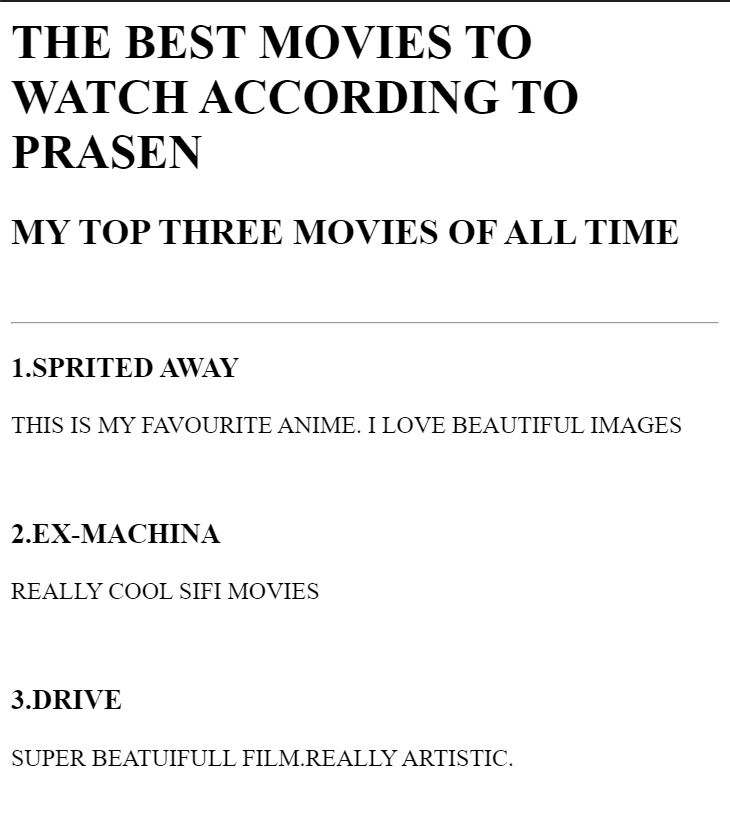 THE BEST MOVIES TO
WATCH ACCORDING TO
PRASEN
MY TOP THREE MOVIES OF ALL TIME
1.SPRITED AWAY
THIS IS MY FAVOURITE ANIME. I LOVE BEAUTIFUL IMAGES
2.EX-MACHINA
REALLY COOL SIFI MOVIES
3.DRIVE
SUPER BEATUIFULL FILM.REALLY ARTISTIC.